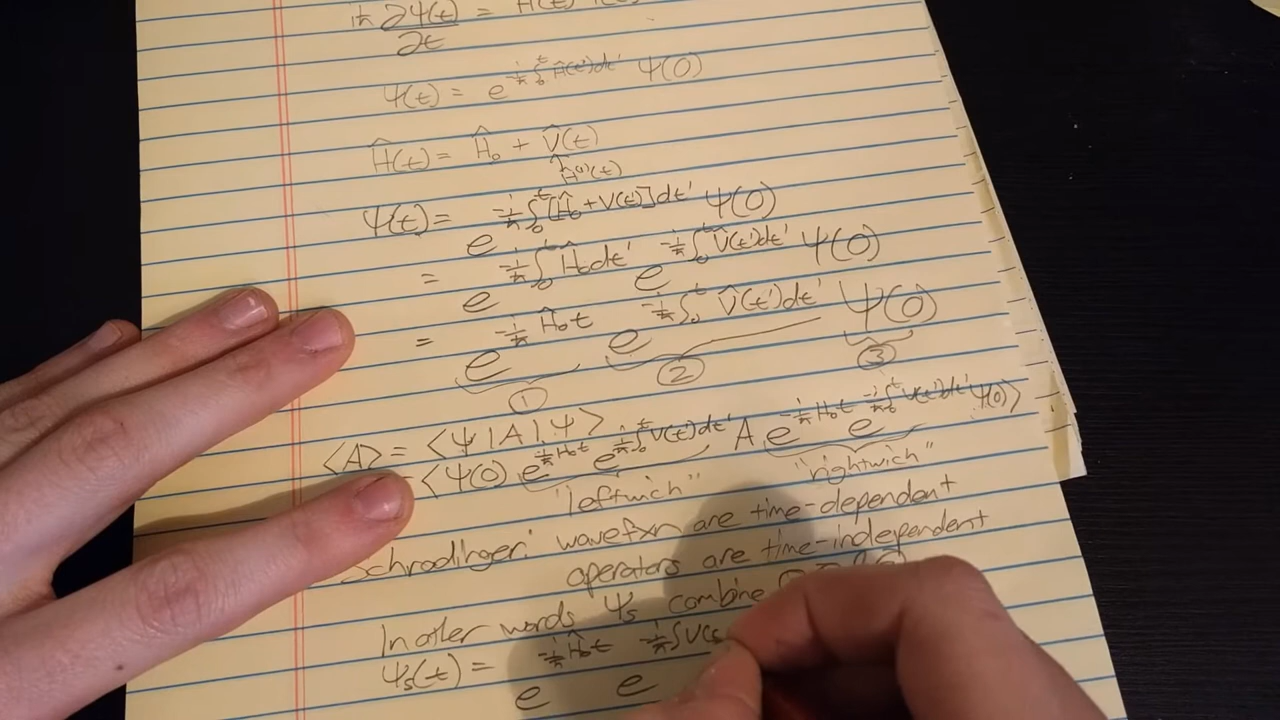 iħ ∂Ψ(t)/∂t = Ĥ(t)
Ψ(t) = e^{-i/ħ ∫₀ᵗ Ĥ(t')dt'} Ψ(0)
Ĥ(t) = Ĥ₀ + V̂(t)
Ĥ⁽¹⁾(t)
Ψ(t) = e^{-i/ħ ∫₀ᵗ [Ĥ₀ + V(t')]dt'} Ψ(0)
= e^{-i/ħ ∫₀ᵗ Ĥ₀dt'} e^{-i/ħ ∫₀ᵗ V̂(t')dt'} Ψ(0)
= e^{-i/ħ Ĥ₀t} e^{-i/ħ ∫₀ᵗ V̂(t')dt'} Ψ(0)
① ② ③
⟨A⟩ = ⟨Ψ|A|Ψ⟩
⟨Ψ(0) e^{i/ħ H₀t} e^{i/ħ ∫₀ᵗ V(t')dt'} A e^{-i/ħ H₀t} e^{-i/ħ ∫₀ᵗ V(t')dt'} Ψ(0)⟩
"leftwich" "rightwich"
Schrodinger: wavefxn are time-dependent
operators are time-independent
In other words Ψₛ combine
Ψₛ(t) = e^{-i/ħ Ĥ₀t} e^{-i/ħ ∫V(